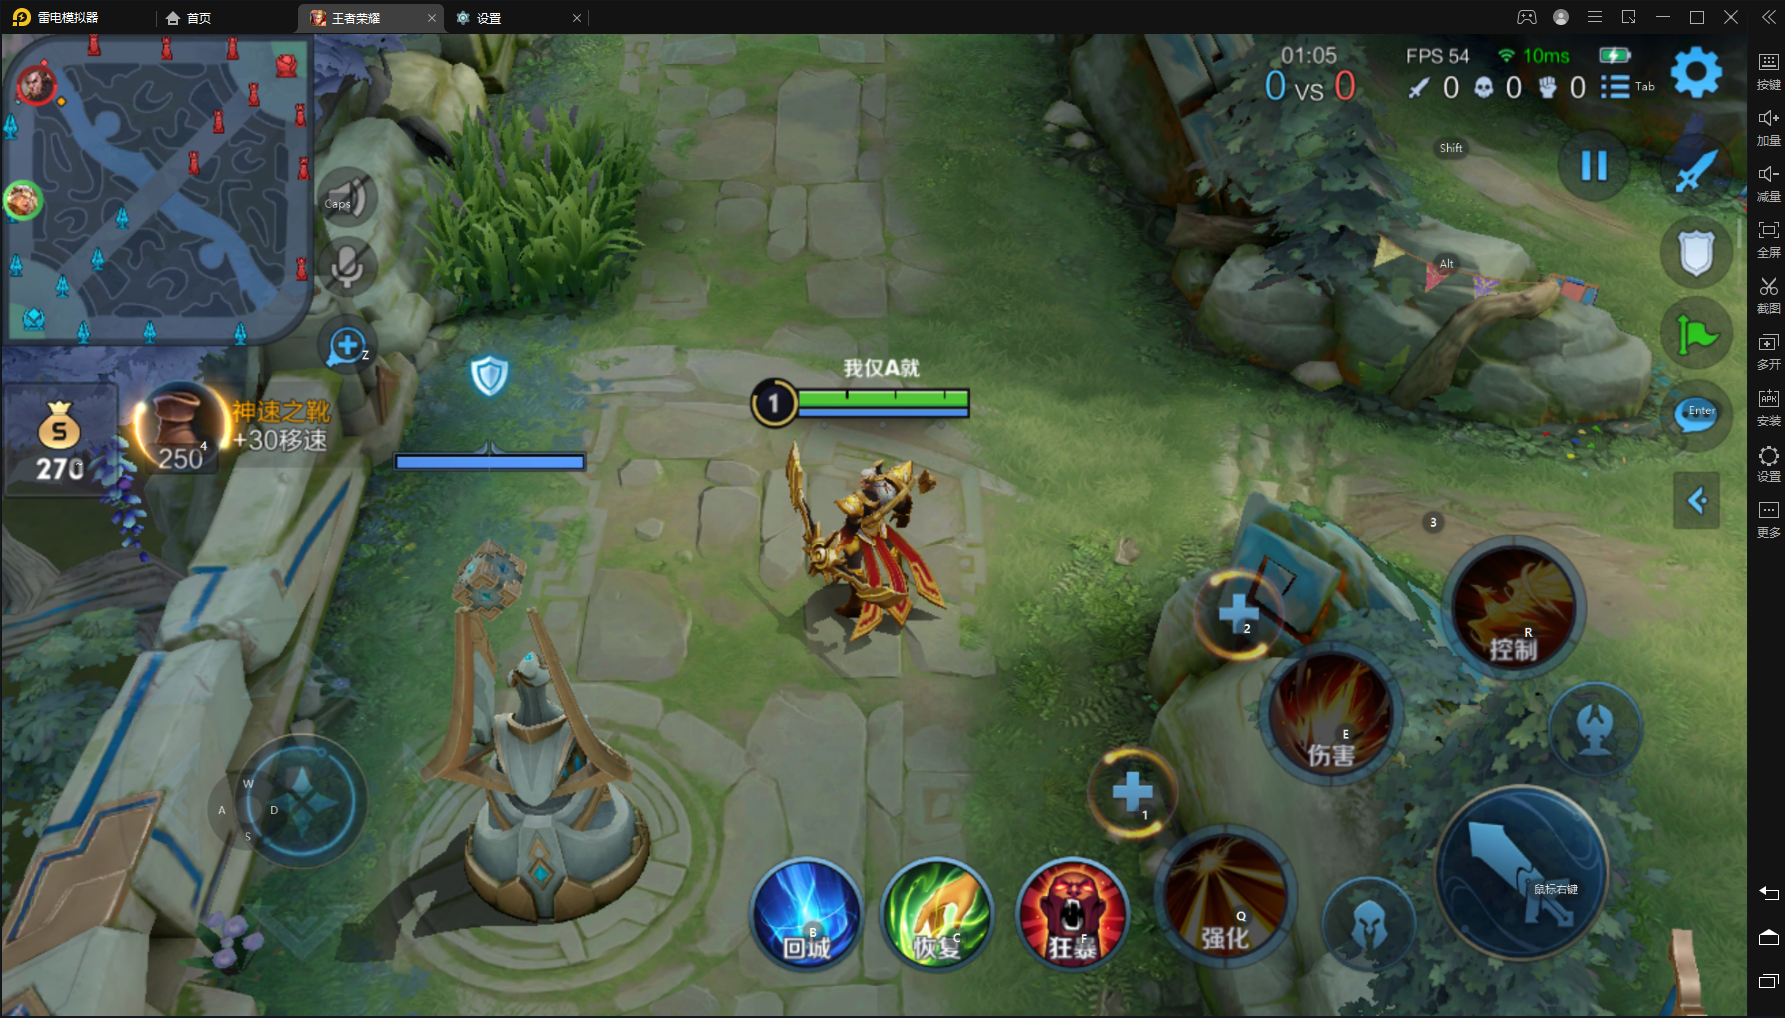 雷电模拟器
首页
王者荣耀
设置
01:05
0 VS 0
FPS 54
10ms
0
0
0
Tab
按键
加量
减量
全屏
截图
多开
安装
设置
更多
APK
Shift
Caps
Alt
Z
Enter
我仅A就
1
S
270
神速之靴
+30移速
250
4
3
2
R
控制
E
伤害
1
W
A
D
S
鼠标右键
B
回城
C
恢复
F
狂暴
Q
强化